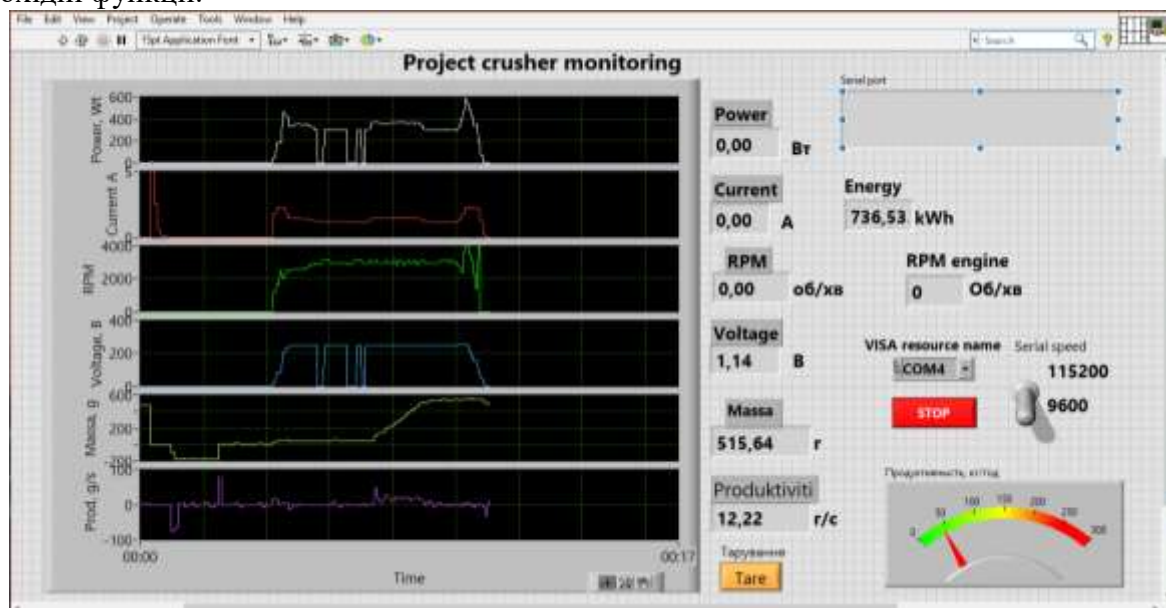 File Edit View Project Operate Tools Window Help
15pt Application Font
Search
Project crusher monitoring
Serial port
Power, Wt
600
400
200
0
Power
0,00 Вт
Current A
5
0
Current
0,00 А
Energy
736,53 kWh
RPM
4000
2000
0
RPM
0,00 об/хв
RPM engine
0 Об/хв
Voltage, В
400
200
0
Voltage
1,14 В
VISA resource name
COM4
Serial speed
115200
9600
STOP
Massa, g
600
200
-200
Massa
515,64 г
Prod, g/s
100
0
-100
Produktiviti
12,22 г/с
Продуктивність, кг/год
0 50 100 150 200 250 300
00:00
00:17
Time
Тарування
Tare